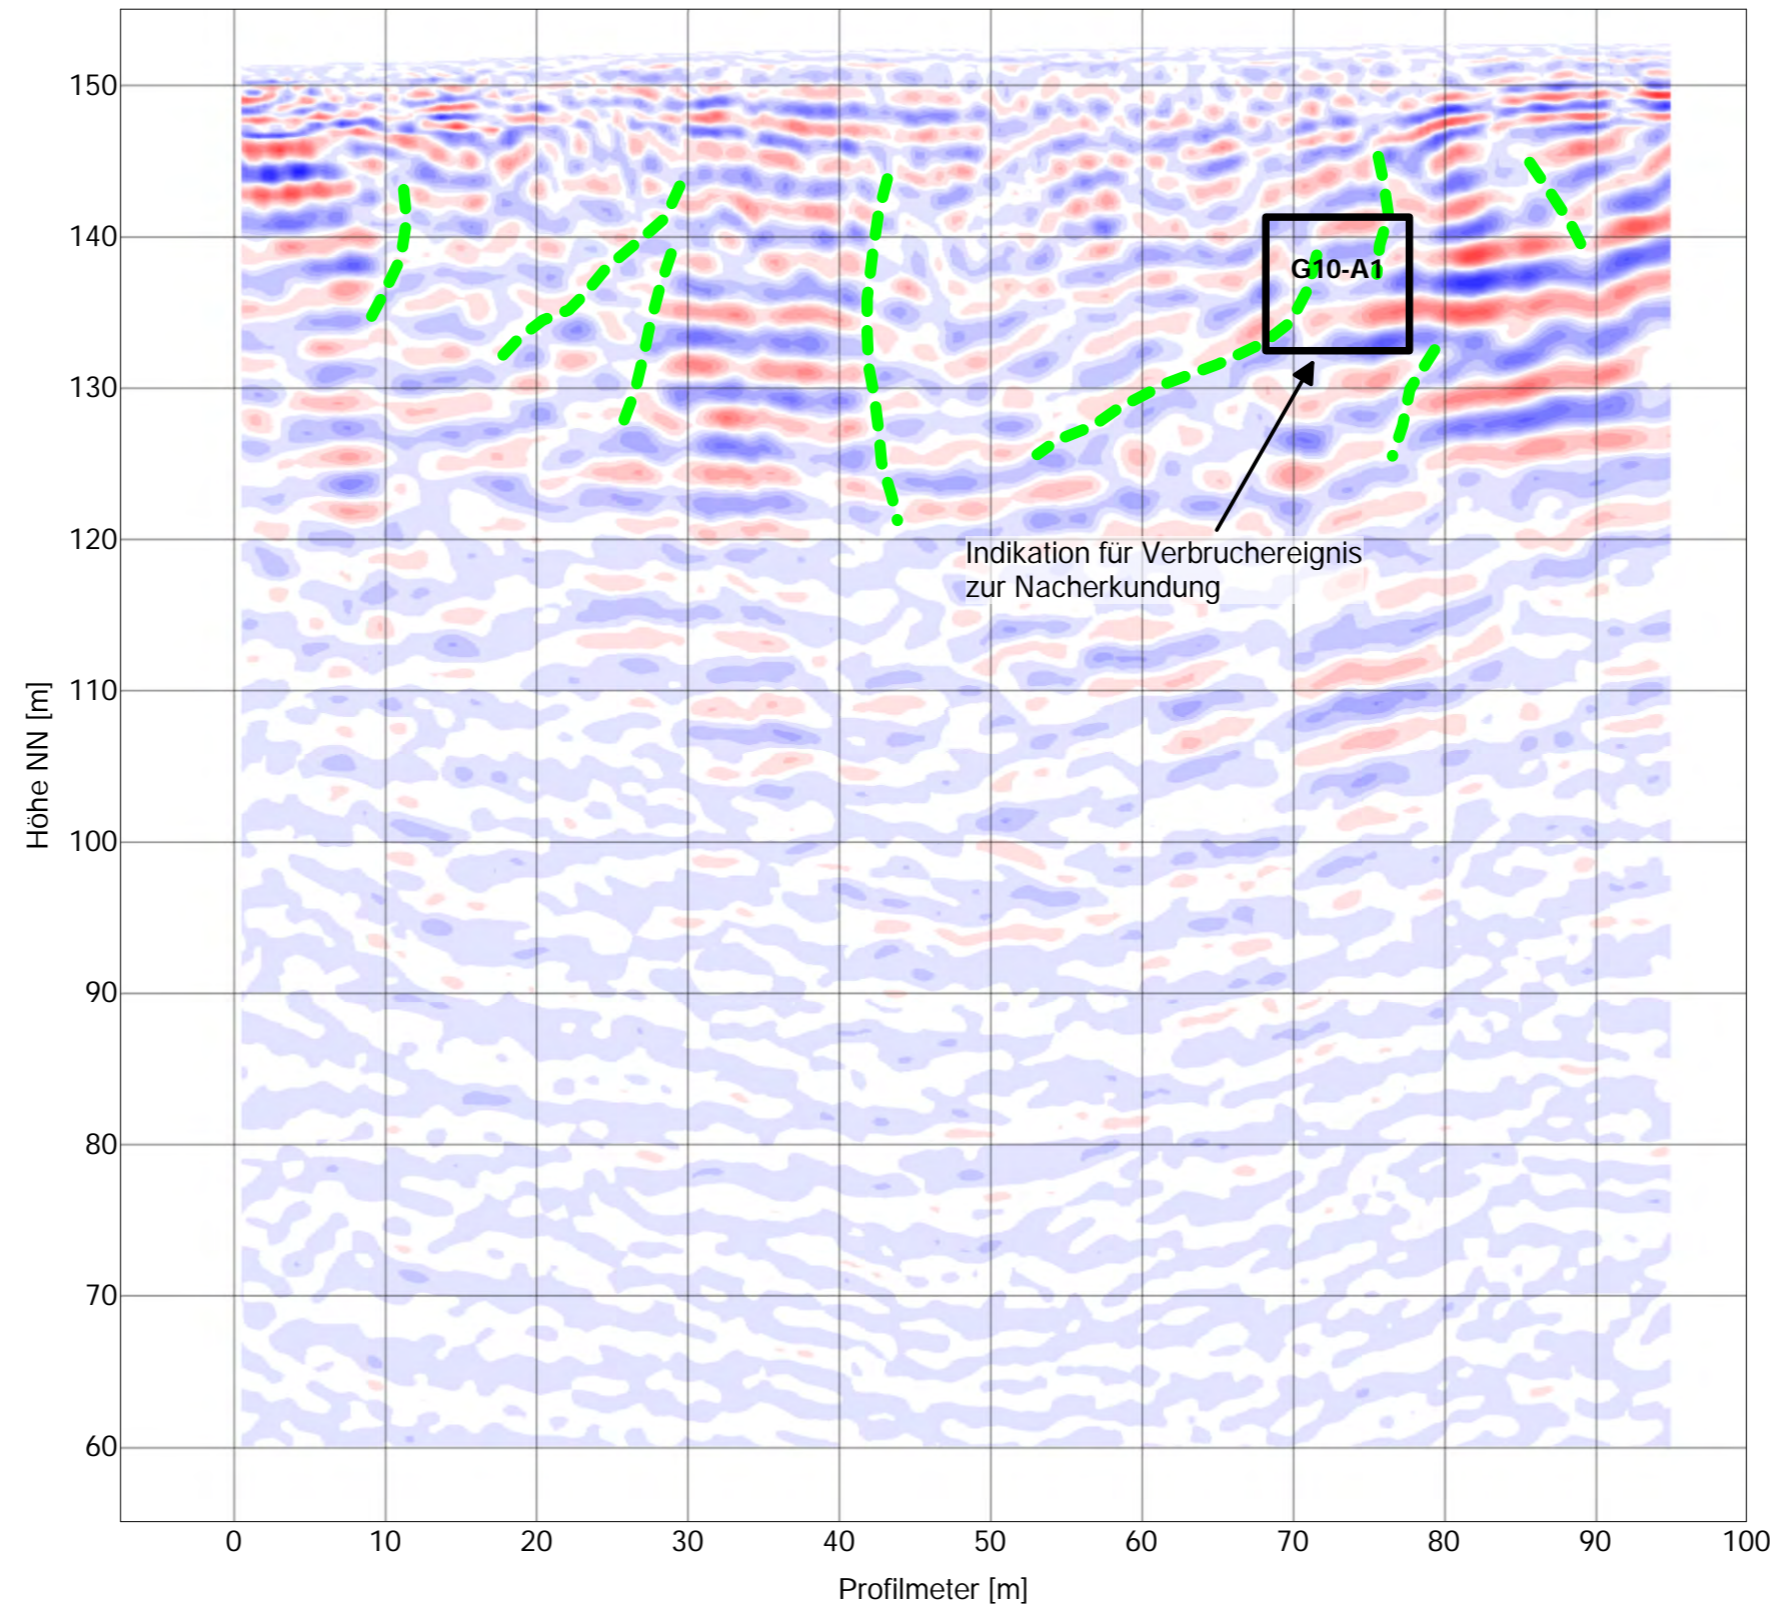 150
140
130
120
110
100
90
80
70
60
Höhe NN [m]
G10-A1
Indikation für Verbruchereignis
zur Nacherkundung
0 10 20 30 40 50 60 70 80 90 100
Profilmeter [m]